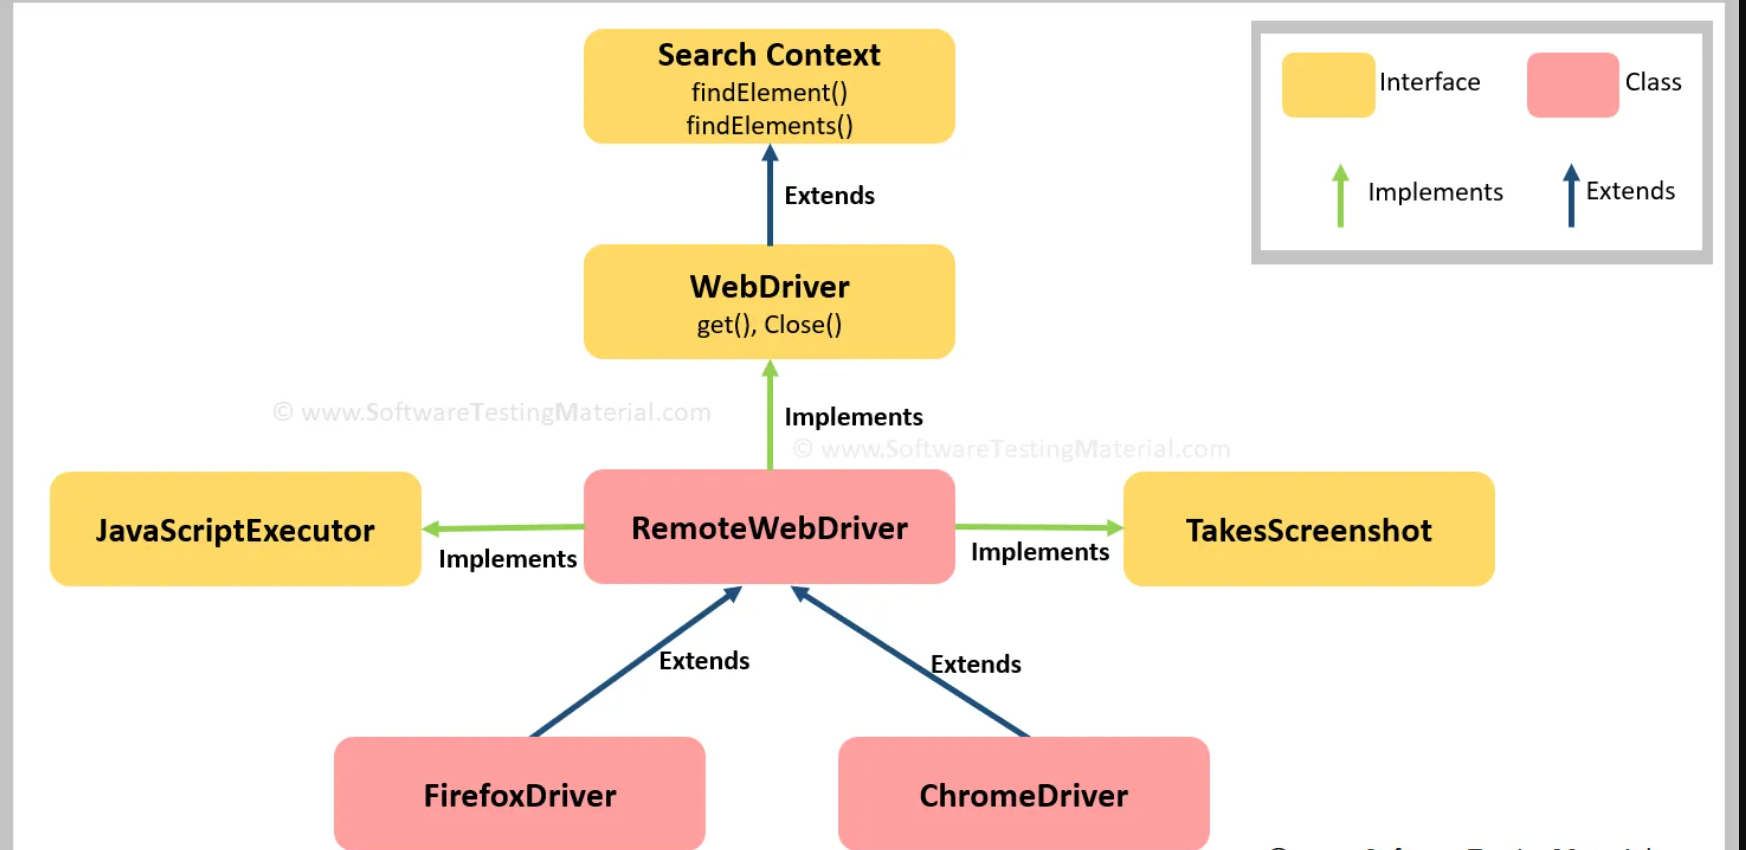 Search Context
findElement()
findElements()
Interface
Class
Implements
Extends
Extends
WebDriver
get(), Close()
© www.SoftwareTestingMaterial.com
Implements
© www.SoftwareTestingMaterial.com
JavaScriptExecutor
Implements
RemoteWebDriver
Implements
TakesScreenshot
Extends
Extends
FirefoxDriver
ChromeDriver